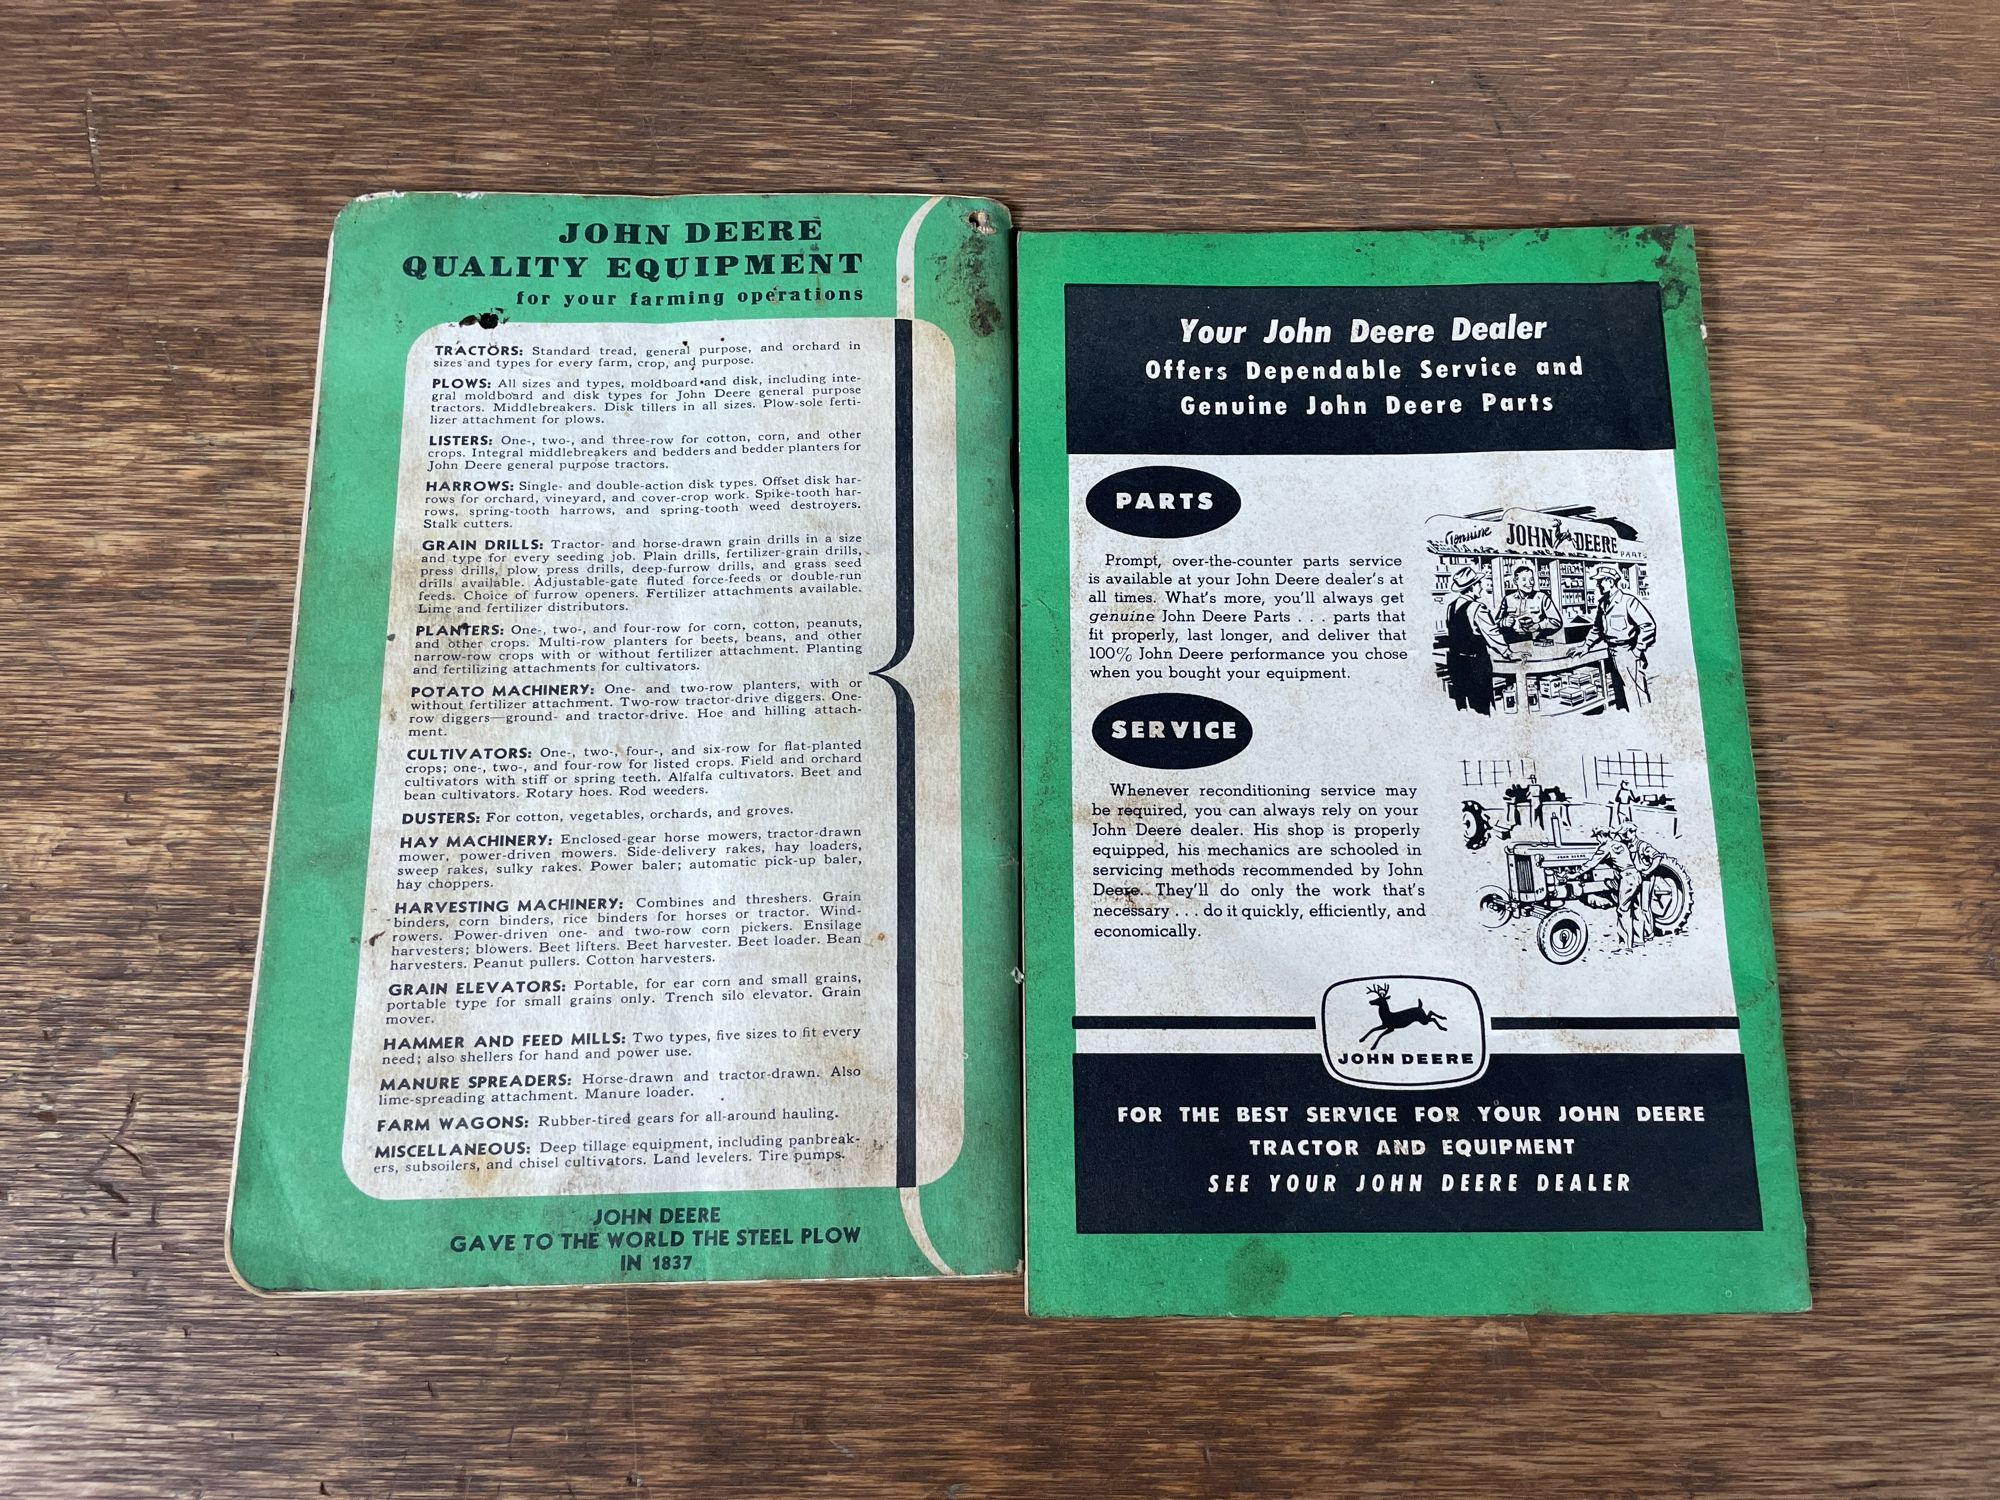 JOHN DEERE
QUALITY EQUIPMENT
for your farming operations
TRACTORS: Standard tread, general purpose, and orchard in
sizes and types for every farm, crop, and purpose.
PLOWS: All sizes and types, moldboard and disk, including inte-
gral moldboard and disk types for John Deere general purpose
tractors. Middlebreakers. Disk tillers in all sizes. Plow-sole ferti-
lizer attachment for plows.
LISTERS: One-, two-, and three-row for cotton, corn, and other
crops. Integral middlebreakers and bedders and bedder planters for
John Deere general purpose tractors.
HARROWS: Single- and double-action disk types. Offset disk har-
rows for orchard, vineyard, and cover-crop work. Spike-tooth har-
rows, spring-tooth harrows, and spring-tooth weed destroyers.
Stalk cutters.
GRAIN DRILLS: Tractor- and horse-drawn grain drills in a size
and type for every seeding job. Plain drills, fertilizer-grain drills,
press drills, plow press drills, deep-furrow drills, and grass seed
drills available. Adjustable-gate fluted force-feeds or double-run
feeds. Choice of furrow openers. Fertilizer attachments available.
Lime and fertilizer distributors.
PLANTERS: One-, two-, and four-row for corn, cotton, peanuts,
and other crops. Multi-row planters for beets, beans, and other
narrow-row crops with or without fertilizer attachment. Planting
and fertilizing attachments for cultivators.
POTATO MACHINERY: One- and two-row planters, with or
without fertilizer attachment. Two-row tractor-drive diggers. One-
row diggers—ground- and tractor-drive. Hoe and hilling attach-
ment.
CULTIVATORS: One-, two-, four-, and six-row for flat-planted
crops; one-, two-, and four-row for listed crops. Field and orchard
cultivators with stiff or spring teeth. Alfalfa cultivators. Beet and
bean cultivators. Rotary hoes. Rod weeders.
DUSTERS: For cotton, vegetables, orchards, and groves.
HAY MACHINERY: Enclosed-gear horse mowers, tractor-drawn
mower, power-driven mowers. Side-delivery rakes, hay loaders,
sweep rakes, sulky rakes. Power baler; automatic pick-up baler,
hay choppers.
HARVESTING MACHINERY: Combines and threshers. Grain
binders, corn binders, rice binders for horses or tractor. Wind-
rowers. Power-driven one- and two-row corn pickers. Ensilage
harvesters; blowers. Beet lifters. Beet harvester. Beet loader. Bean
harvesters. Peanut pullers. Cotton harvesters.
GRAIN ELEVATORS: Portable, for ear corn and small grains,
portable type for small grains only. Trench silo elevator. Grain
mover.
HAMMER AND FEED MILLS: Two types, five sizes to fit every
need; also shellers for hand and power use.
MANURE SPREADERS: Horse-drawn and tractor-drawn. Also
lime-spreading attachment. Manure loader.
FARM WAGONS: Rubber-tired gears for all-around hauling.
MISCELLANEOUS: Deep tillage equipment, including panbreak-
ers, subsoilers, and chisel cultivators. Land levelers. Tire pumps.
JOHN DEERE
GAVE TO THE WORLD THE STEEL PLOW
IN 1837
Your John Deere Dealer
Offers Dependable Service and
Genuine John Deere Parts
PARTS
Prompt, over-the-counter parts service
is available at your John Deere dealer's at
all times. What's more, you'll always get
genuine John Deere Parts . . . parts that
fit properly, last longer, and deliver that
100% John Deere performance you chose
when you bought your equipment.
Genuine JOHN DEERE PARTS
SERVICE
Whenever reconditioning service may
be required, you can always rely on your
John Deere dealer. His shop is properly
equipped, his mechanics are schooled in
servicing methods recommended by John
Deere. They'll do only the work that's
necessary . . . do it quickly, efficiently, and
economically.
JOHN DEERE
JOHN DEERE
FOR THE BEST SERVICE FOR YOUR JOHN DEERE
TRACTOR AND EQUIPMENT
SEE YOUR JOHN DEERE DEALER